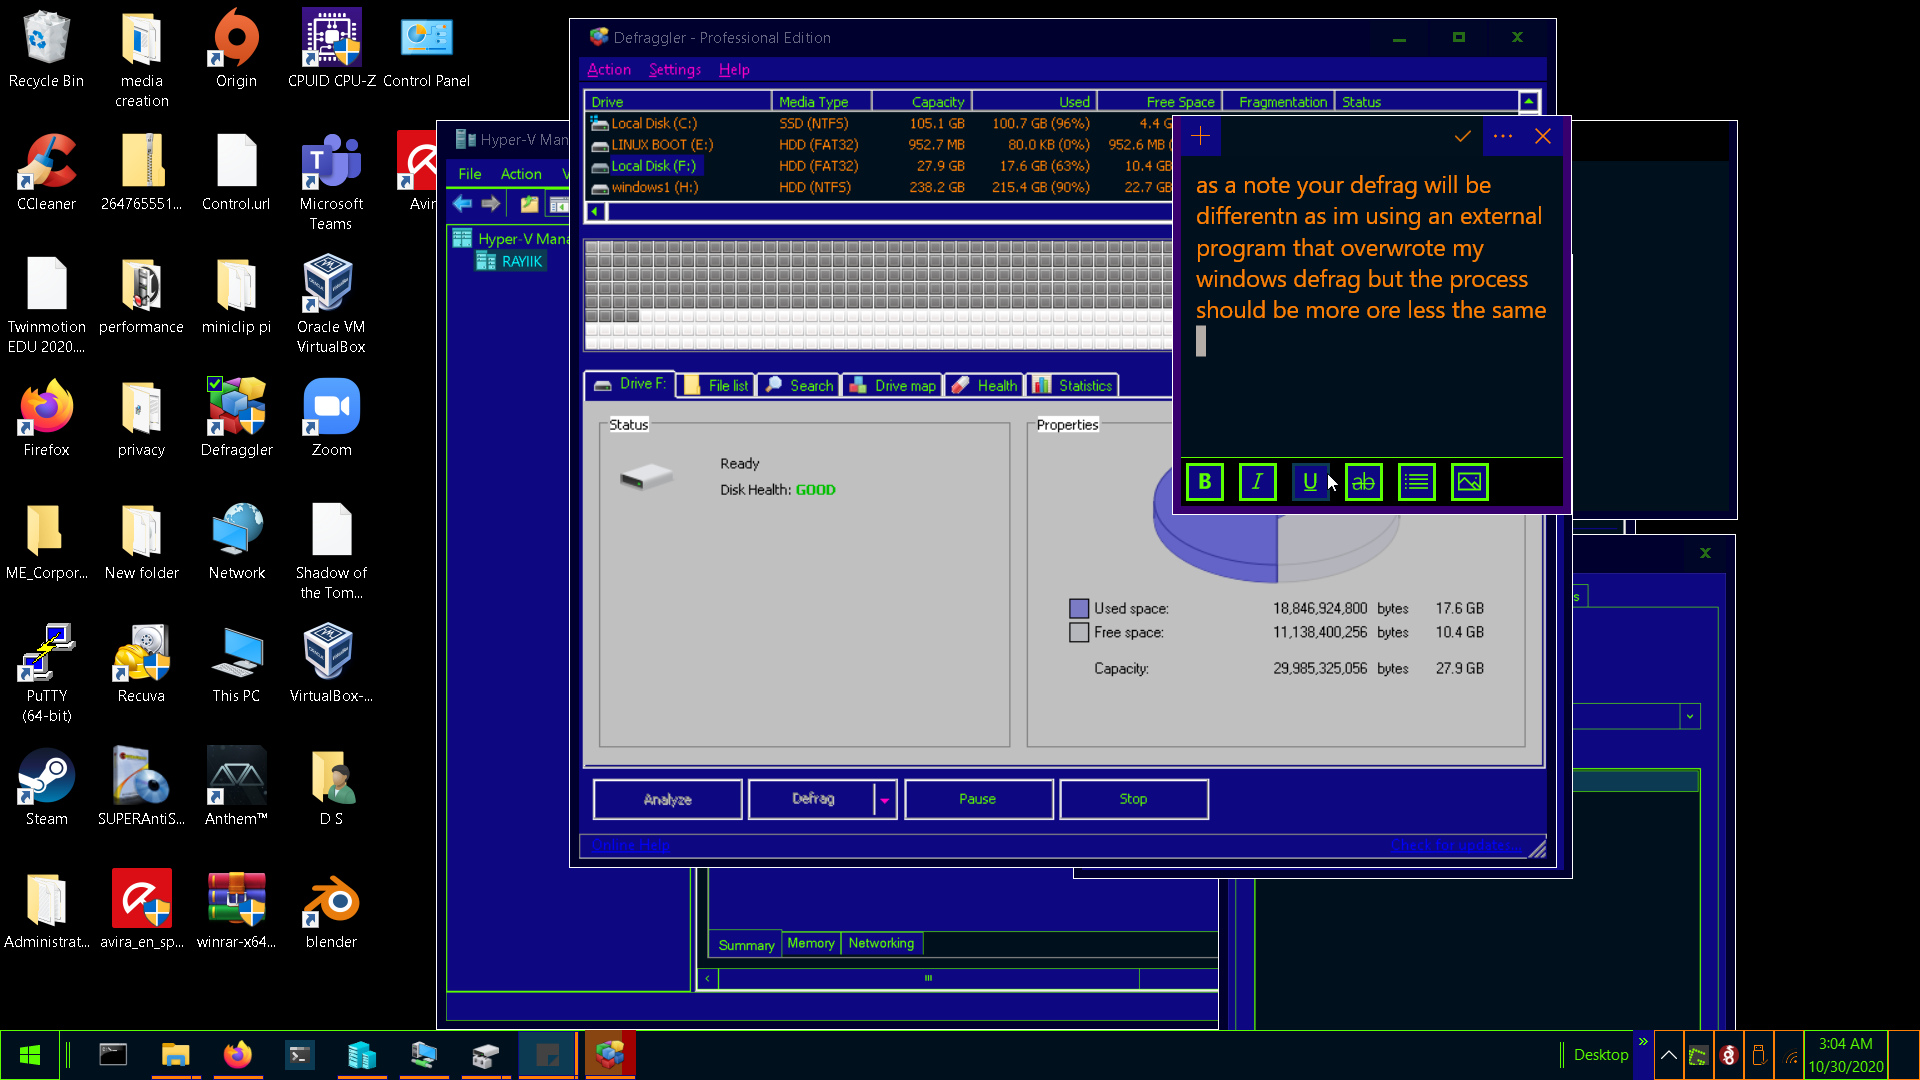 Recycle Bin
media
creation
Origin
CPUID CPU-Z
Control Panel
CCleaner
264765551...
Control.url
Microsoft
Teams
Avir
Twinmotion
EDU 2020....
performance
miniclip pi
Oracle VM
VirtualBox
Firefox
privacy
Defraggler
Zoom
ME_Corpor...
New folder
Network
Shadow of
the Tom...
PuTTY
(64-bit)
Recuva
This PC
VirtualBox-...
Steam
SUPERAntiS...
Anthem™
D S
Administrat...
avira_en_sp...
winrar-x64...
blender
Hyper-V Man
File Action V
Hyper-V Mana
RAYIIK
Summary Memory Networking
Defraggler - Professional Edition
Action Settings Help
Drive Media Type Capacity Used Free Space Fragmentation Status
Local Disk (C:) SSD (NTFS) 105.1 GB 100.7 GB (96%) 4.4 G
LINUX BOOT (E:) HDD (FAT32) 952.7 MB 80.0 KB (0%) 952.6 MB (
Local Disk (F:) HDD (FAT32) 27.9 GB 17.6 GB (63%) 10.4 GB
windows1 (H:) HDD (NTFS) 238.2 GB 215.4 GB (90%) 22.7 GB
Drive F: File list Search Drive map Health Statistics
Status
Ready
Disk Health: GOOD
Properties
Used space: 18,846,924,800 bytes 17.6 GB
Free space: 11,138,400,256 bytes 10.4 GB
Capacity: 29,985,325,056 bytes 27.9 GB
Analyze Defrag Pause Stop
Online Help Check for updates...
as a note your defrag will be
differentn as im using an external
program that overwrote my
windows defrag but the process
should be more ore less the same
B I U ab
s
Desktop
3:04 AM
10/30/2020